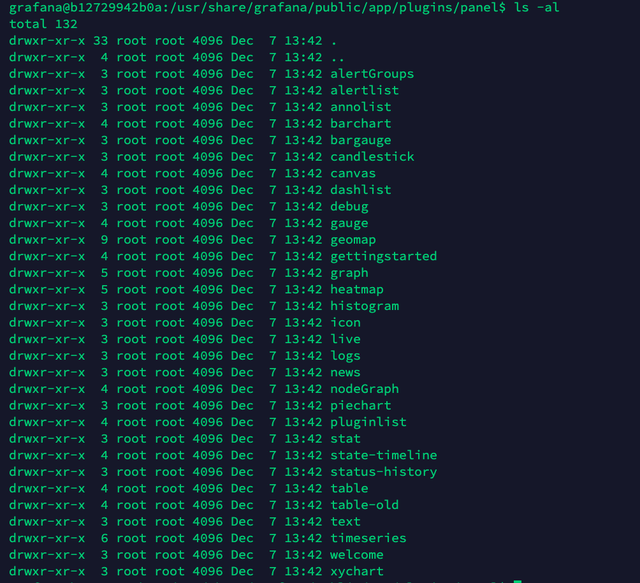 grafana@b12729942b0a:/usr/share/grafana/public/app/plugins/panel$ ls -al
total 132
drwxr-xr-x 33 root root 4096 Dec  7 13:42 .
drwxr-xr-x  4 root root 4096 Dec  7 13:42 ..
drwxr-xr-x  3 root root 4096 Dec  7 13:42 alertGroups
drwxr-xr-x  3 root root 4096 Dec  7 13:42 alertlist
drwxr-xr-x  3 root root 4096 Dec  7 13:42 annolist
drwxr-xr-x  4 root root 4096 Dec  7 13:42 barchart
drwxr-xr-x  3 root root 4096 Dec  7 13:42 bargauge
drwxr-xr-x  3 root root 4096 Dec  7 13:42 candlestick
drwxr-xr-x  4 root root 4096 Dec  7 13:42 canvas
drwxr-xr-x  3 root root 4096 Dec  7 13:42 dashlist
drwxr-xr-x  3 root root 4096 Dec  7 13:42 debug
drwxr-xr-x  4 root root 4096 Dec  7 13:42 gauge
drwxr-xr-x  9 root root 4096 Dec  7 13:42 geomap
drwxr-xr-x  4 root root 4096 Dec  7 13:42 gettingstarted
drwxr-xr-x  5 root root 4096 Dec  7 13:42 graph
drwxr-xr-x  5 root root 4096 Dec  7 13:42 heatmap
drwxr-xr-x  3 root root 4096 Dec  7 13:42 histogram
drwxr-xr-x  3 root root 4096 Dec  7 13:42 icon
drwxr-xr-x  3 root root 4096 Dec  7 13:42 live
drwxr-xr-x  3 root root 4096 Dec  7 13:42 logs
drwxr-xr-x  3 root root 4096 Dec  7 13:42 news
drwxr-xr-x  4 root root 4096 Dec  7 13:42 nodeGraph
drwxr-xr-x  3 root root 4096 Dec  7 13:42 piechart
drwxr-xr-x  4 root root 4096 Dec  7 13:42 pluginlist
drwxr-xr-x  3 root root 4096 Dec  7 13:42 stat
drwxr-xr-x  4 root root 4096 Dec  7 13:42 state-timeline
drwxr-xr-x  3 root root 4096 Dec  7 13:42 status-history
drwxr-xr-x  4 root root 4096 Dec  7 13:42 table
drwxr-xr-x  4 root root 4096 Dec  7 13:42 table-old
drwxr-xr-x  3 root root 4096 Dec  7 13:42 text
drwxr-xr-x  6 root root 4096 Dec  7 13:42 timeseries
drwxr-xr-x  3 root root 4096 Dec  7 13:42 welcome
drwxr-xr-x  3 root root 4096 Dec  7 13:42 xychart